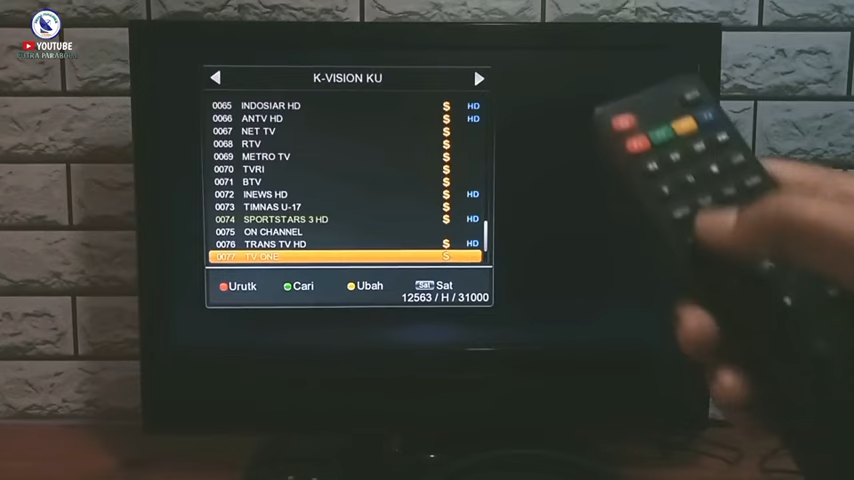 YOUTUBE
K-VISION KU
0065 INDOSIAR HD $ HD
0066 ANTV HD $ HD
0067 NET TV $
0068 RTV $
0069 METRO TV $
0070 TVRI $
0071 BTV $
0072 INEWS HD $ HD
0073 TIMNAS U-17 $
0074 SPORTSTARS 3 HD $ HD
0075 ON CHANNEL
0076 TRANS TV HD $ HD
0077 TV ONE $
Urutk Cari Ubah Sat Sat
12563 / H / 31000